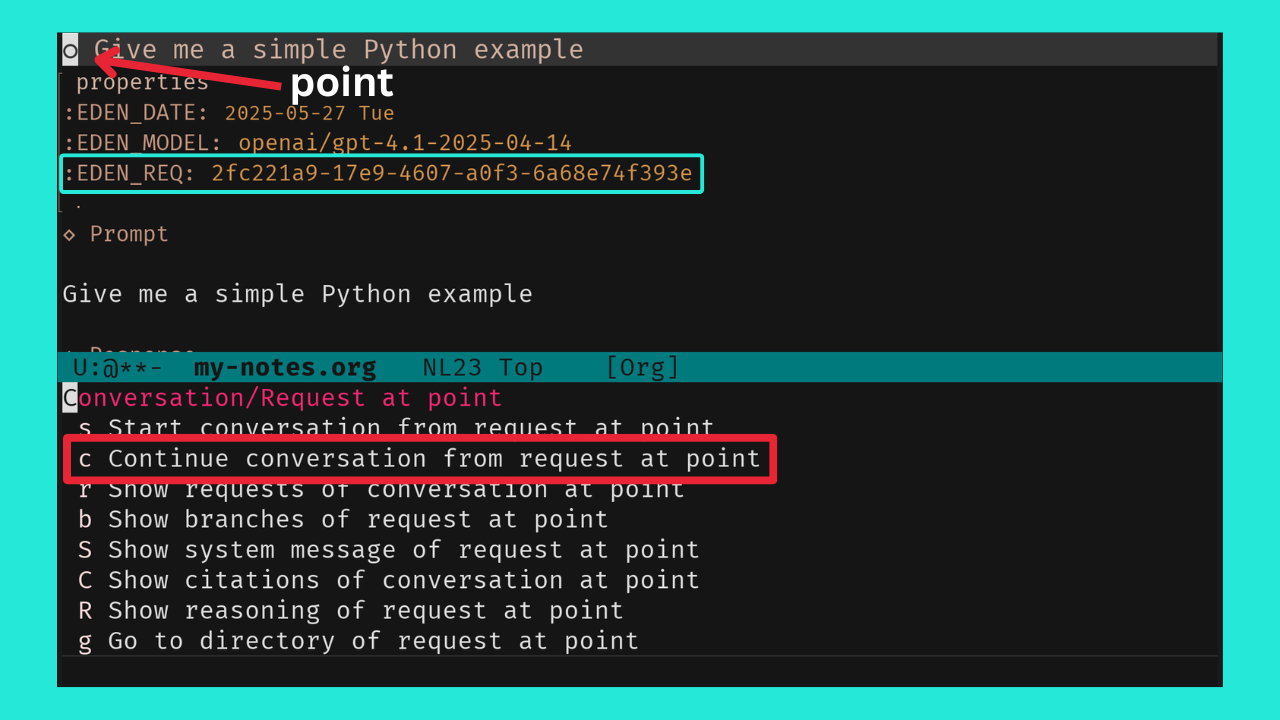 Give me a simple Python example
properties
point
:EDEN_DATE: 2025-05-27 Tue
:EDEN_MODEL: openai/gpt-4.1-2025-04-14
:EDEN_REQ: 2fc221a9-17e9-4607-a0f3-6a68e74f393e
◇ Prompt
Give me a simple Python example
Response
U:@**-  my-notes.org   NL23 Top    [Org]
Conversation/Request at point
s Start conversation from request at point
c Continue conversation from request at point
r Show requests of conversation at point
b Show branches of request at point
S Show system message of request at point
C Show citations of conversation at point
R Show reasoning of request at point
g Go to directory of request at point